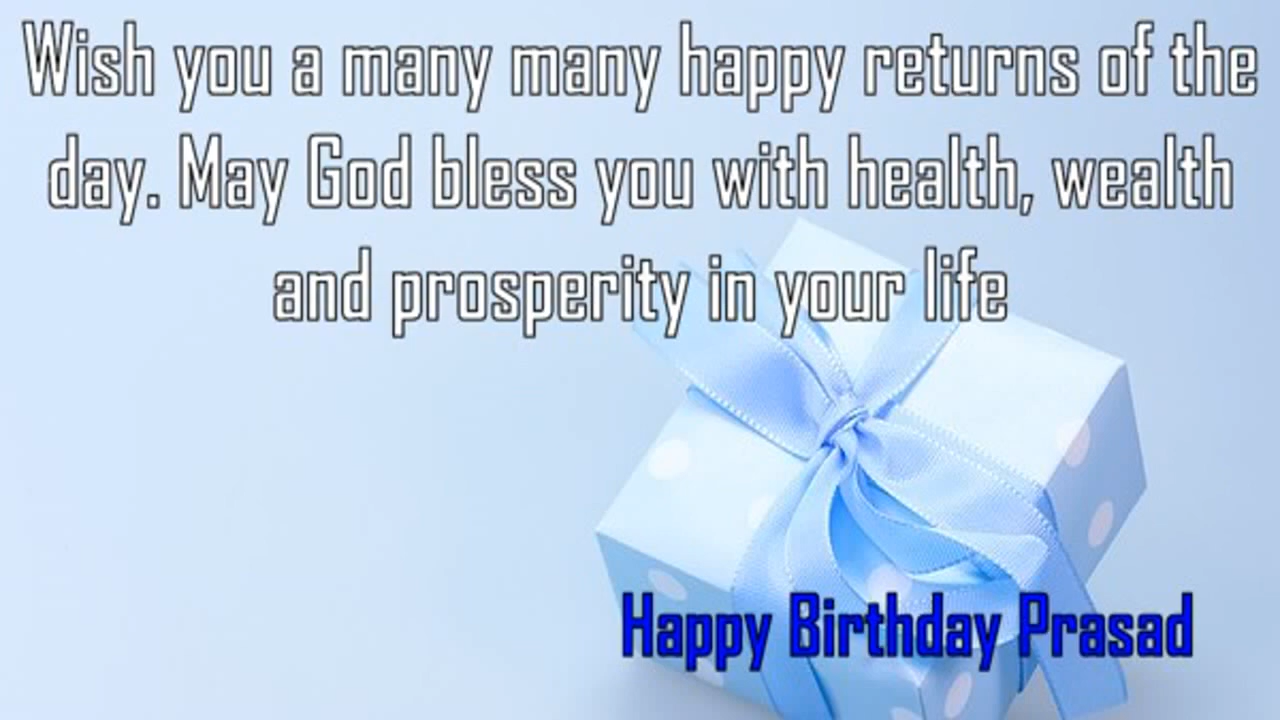 Wish you a many many happy returns of the
day. May God bless you with health, wealth
and prosperity in your life
Happy Birthday Prasad